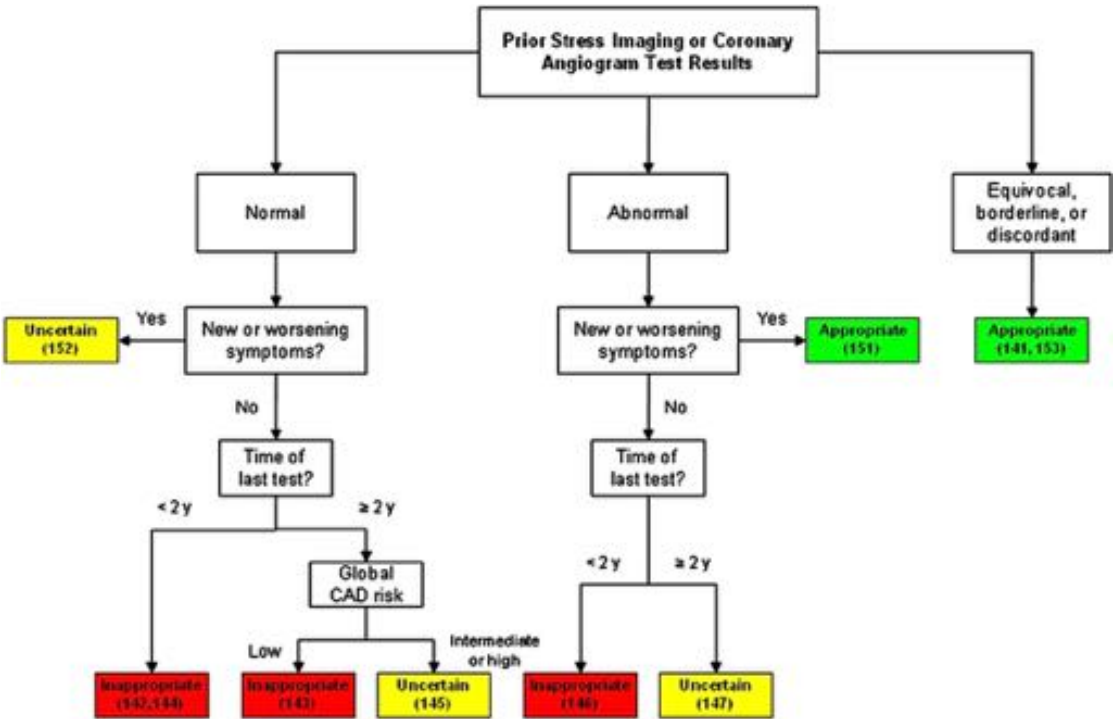 Prior Stress Imaging or Coronary
Angiogram Test Results
Normal
Abnormal
Equivocal,
borderline, or
discordant
Uncertain
(152)
Yes
New or worsening
symptoms?
New or worsening
symptoms?
Yes
Appropriate
(151)
Appropriate
(141, 153)
No
No
Time of
last test?
Time of
last test?
< 2 y
≥ 2 y
Global
CAD risk
< 2 y
≥ 2 y
Low
Intermediate
or high
Inappropriate
(142,144)
Inappropriate
(143)
Uncertain
(145)
Inappropriate
(146)
Uncertain
(147)